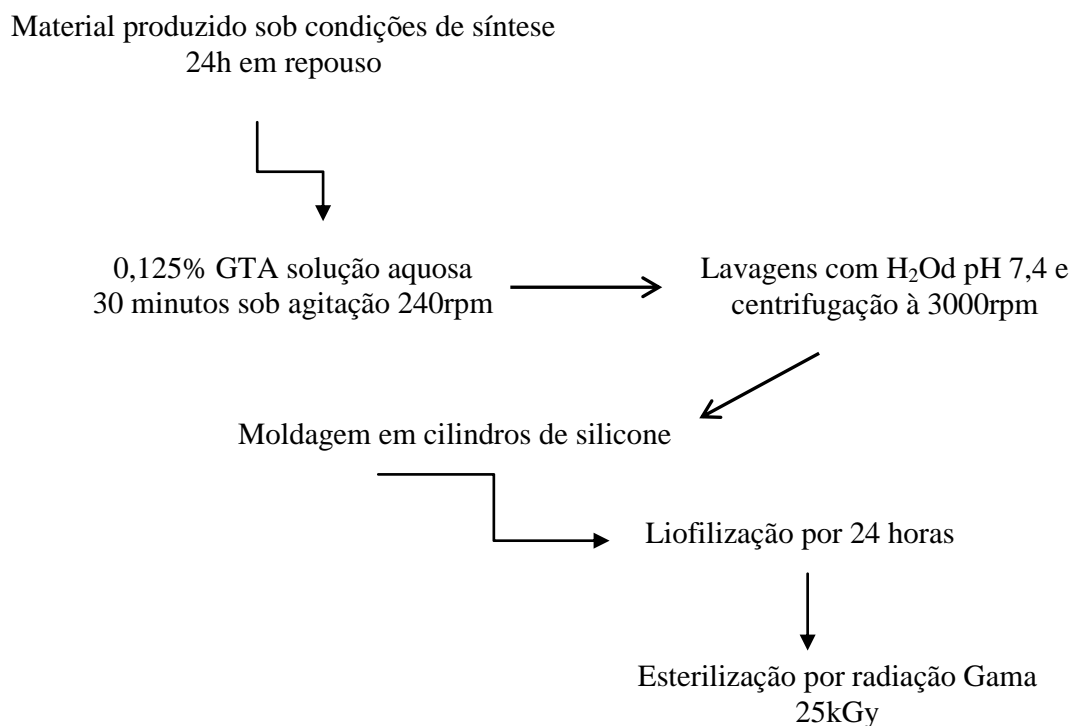 Material produzido sob condições de síntese
24h em repouso
0,125% GTA solução aquosa
30 minutos sob agitação 240rpm
Lavagens com H₂Od pH 7,4 e
centrifugação à 3000rpm
Moldagem em cilindros de silicone
Liofilização por 24 horas
Esterilização por radiação Gama
25kGy